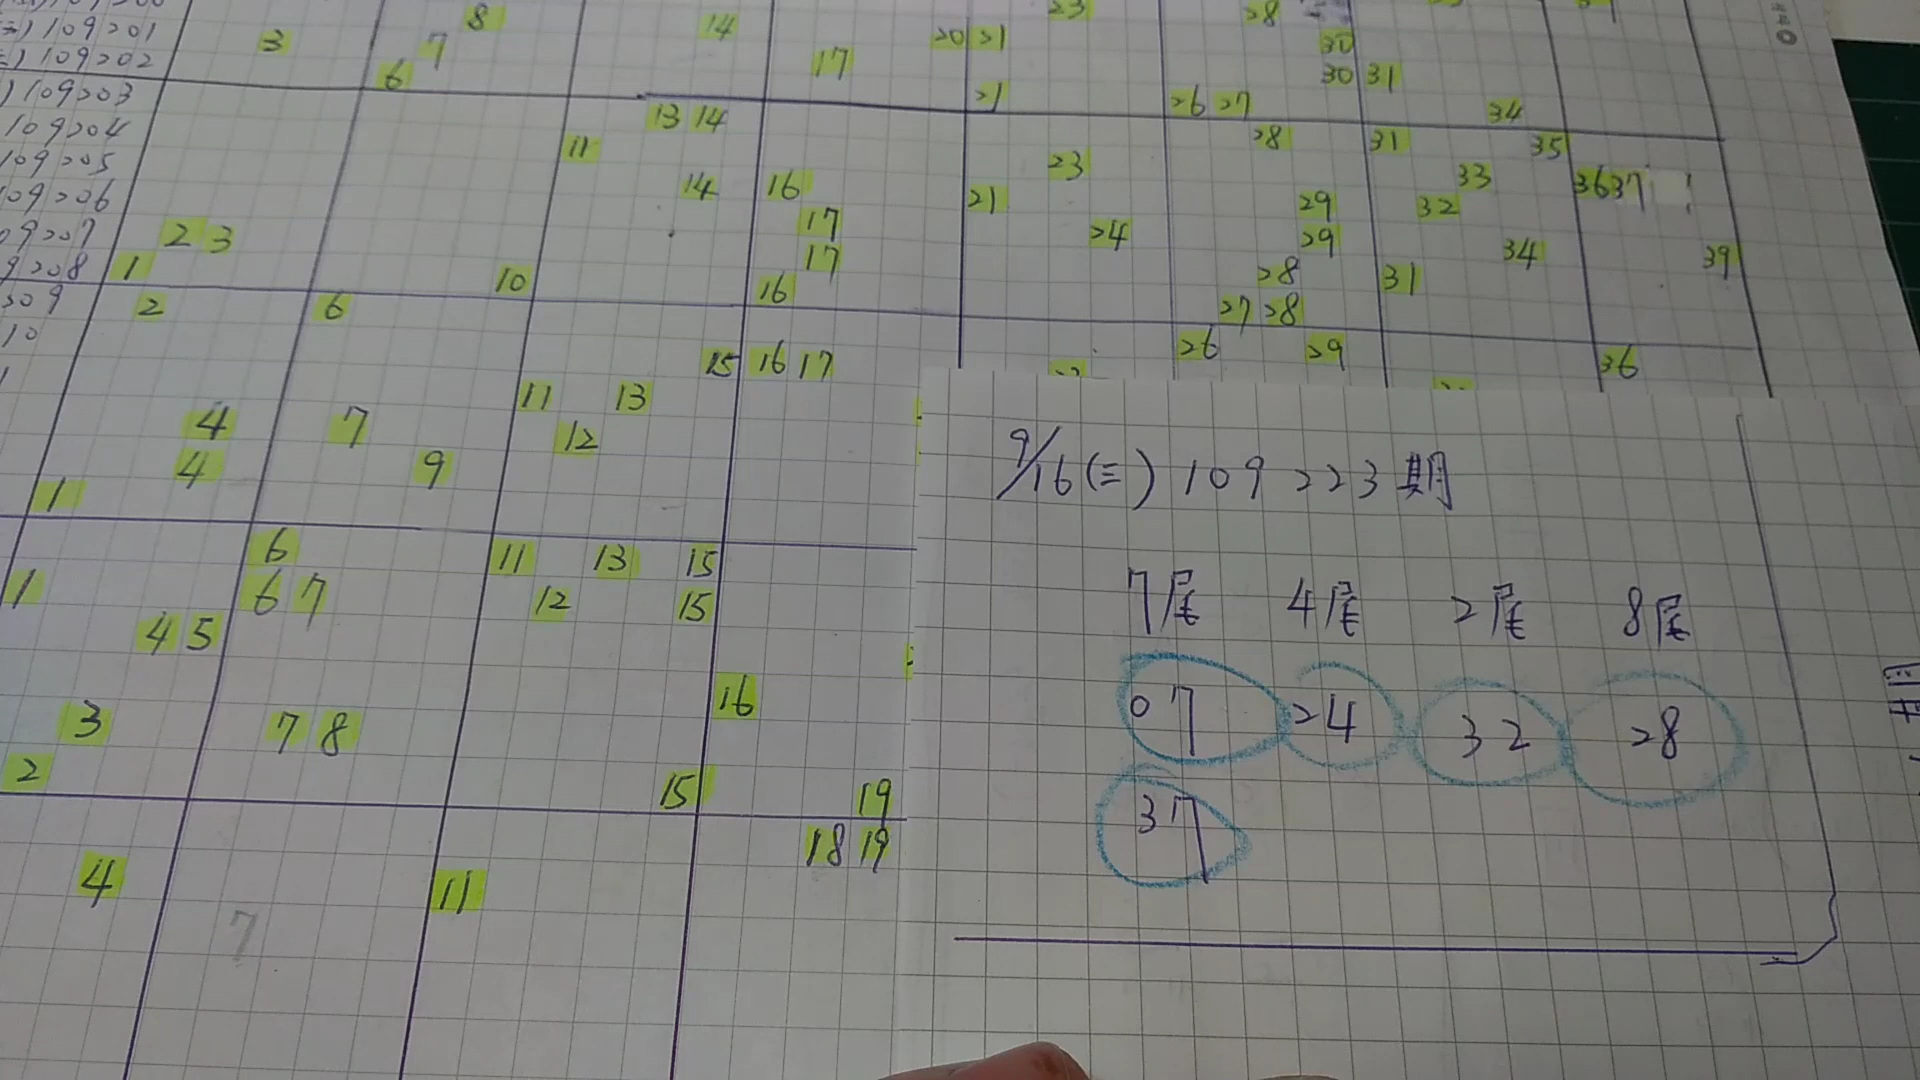 109201
3 8 14 20 21 23 28 30
109202
6 7 17 30 31
109203
21 26 27 34
109204
13 14 28 31 35
109205
11 23 33 36 37
109206
14 16 21 29 32
109207
2 3 17 24 29 34 39
109208
1 10 17 28 31
209
2 6 16 27 28
10
15 16 17 26 29 36
11 13
4 7 12
4 9
1
6 11 13 15
1 6 7 12 15
4 5
16
3 7 8
2 15 19
18 19
4 11
7
9/16(三) 109223期
7尾 4尾 2尾 8尾
07 24 32 28
37